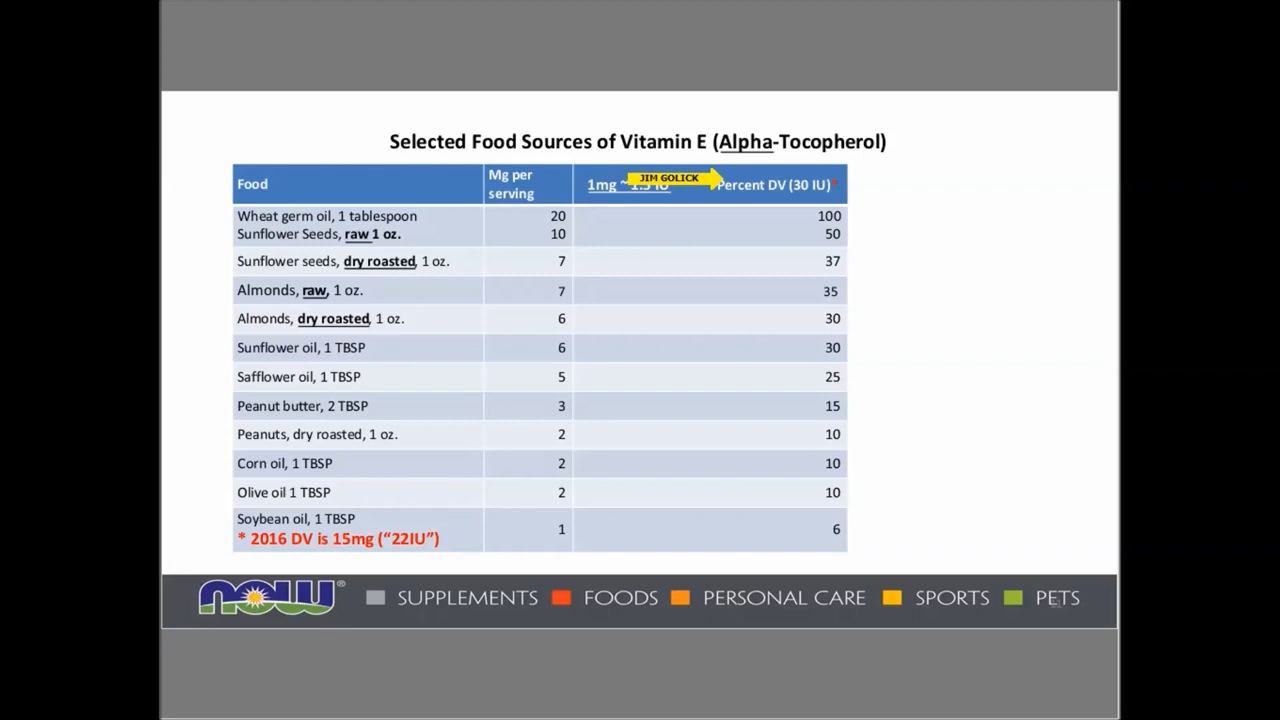 Selected Food Sources of Vitamin E (Alpha-Tocopherol)
Food Mg per serving 1mg ~ 1.5 IU Percent DV (30 IU)*
JIM GOLICK
Wheat germ oil, 1 tablespoon 20 100
Sunflower Seeds, raw 1 oz. 10 50
Sunflower seeds, dry roasted, 1 oz. 7 37
Almonds, raw, 1 oz. 7 35
Almonds, dry roasted, 1 oz. 6 30
Sunflower oil, 1 TBSP 6 30
Safflower oil, 1 TBSP 5 25
Peanut butter, 2 TBSP 3 15
Peanuts, dry roasted, 1 oz. 2 10
Corn oil, 1 TBSP 2 10
Olive oil 1 TBSP 2 10
Soybean oil, 1 TBSP 1 6
* 2016 DV is 15mg (“22IU”)
NOW® SUPPLEMENTS FOODS PERSONAL CARE SPORTS PETS